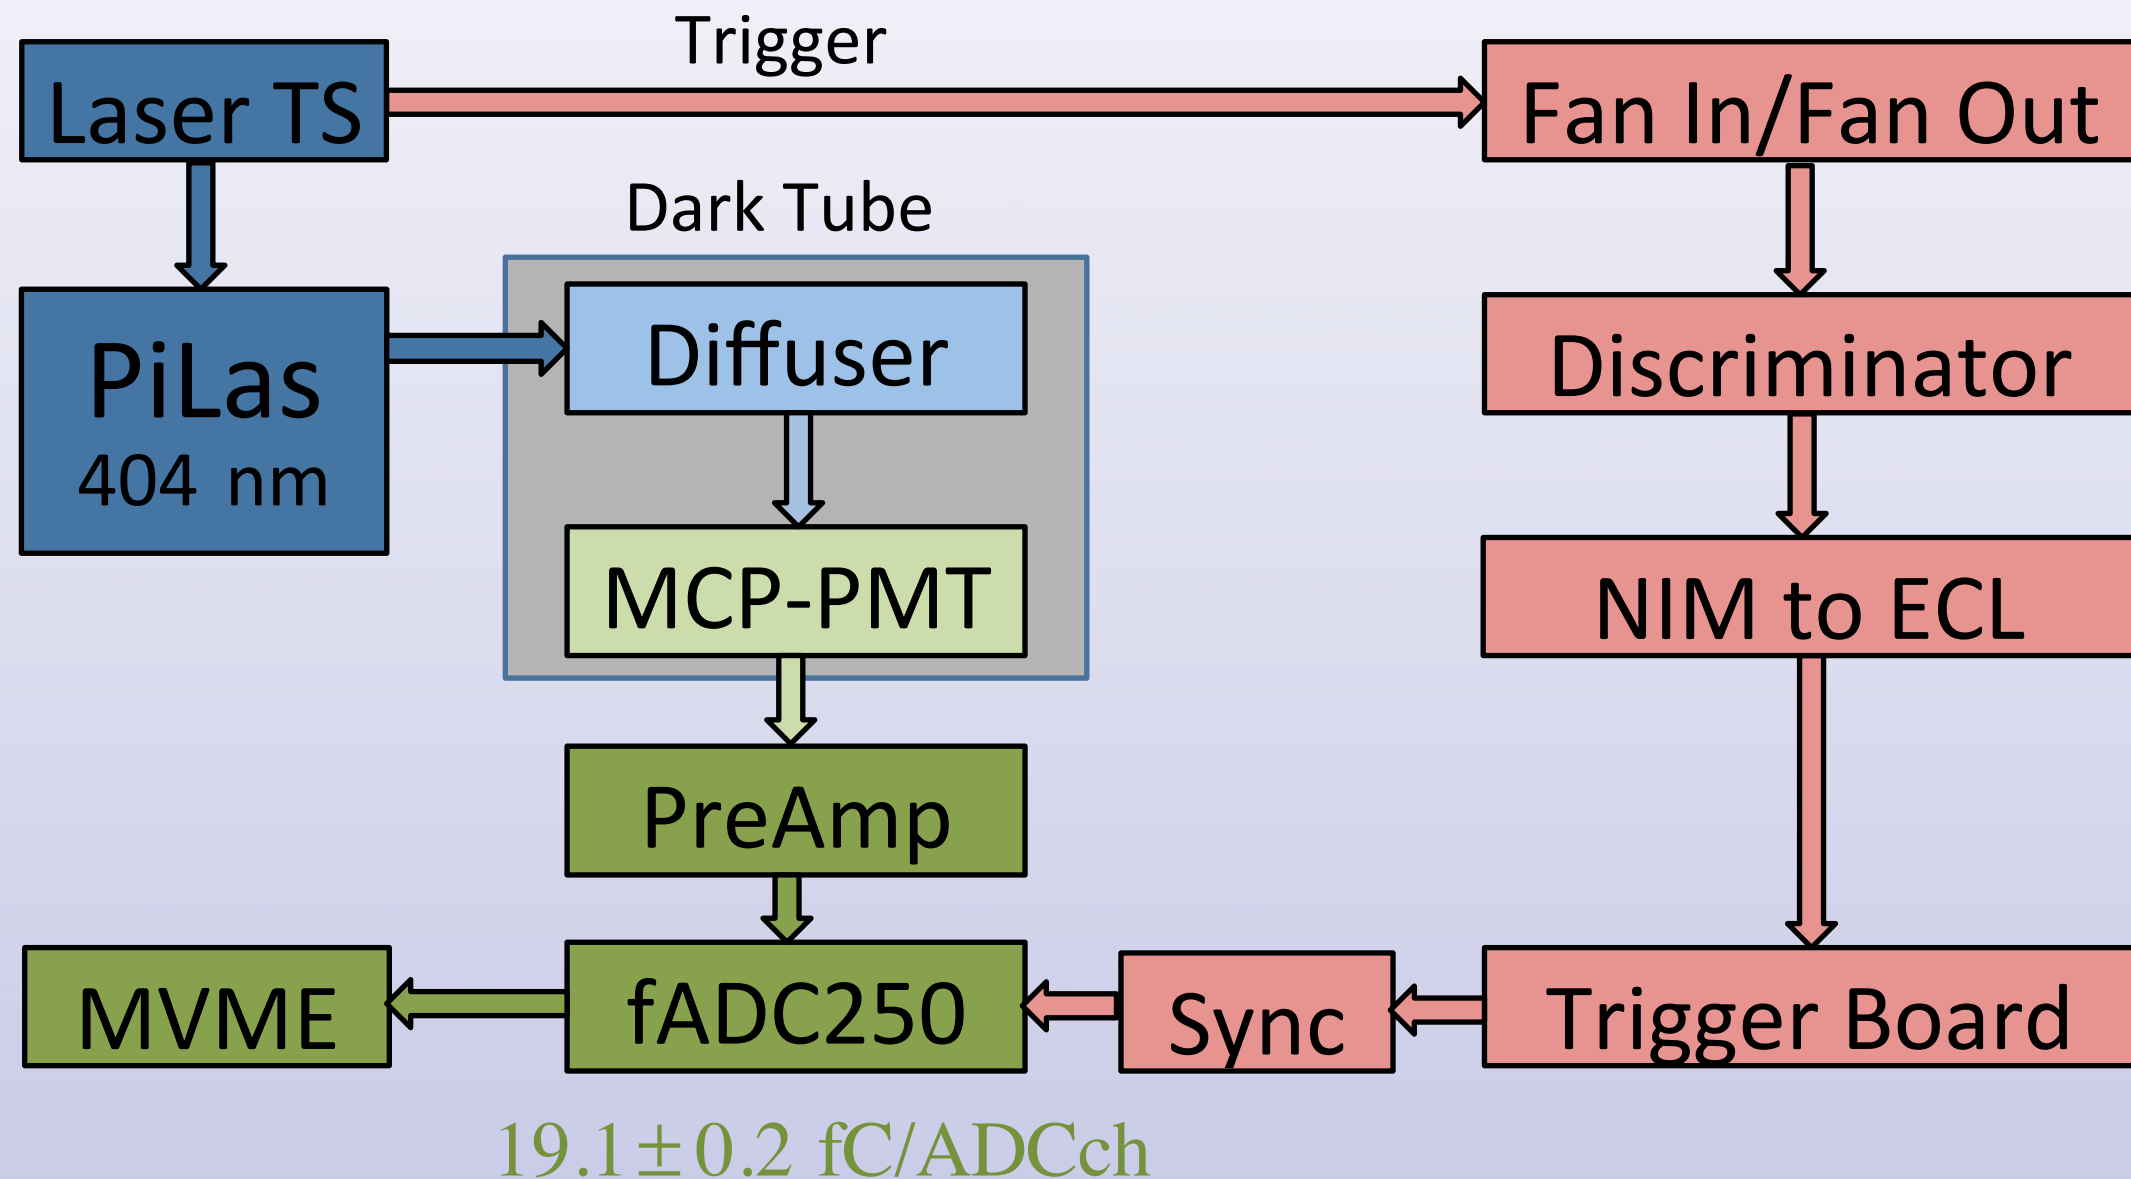 Trigger
Laser TS
Fan In/Fan Out
Dark Tube
PiLas
404 nm
Diffuser
Discriminator
MCP-PMT
NIM to ECL
PreAmp
MVME
fADC250
Sync
Trigger Board
19.1±0.2 fC/ADCch